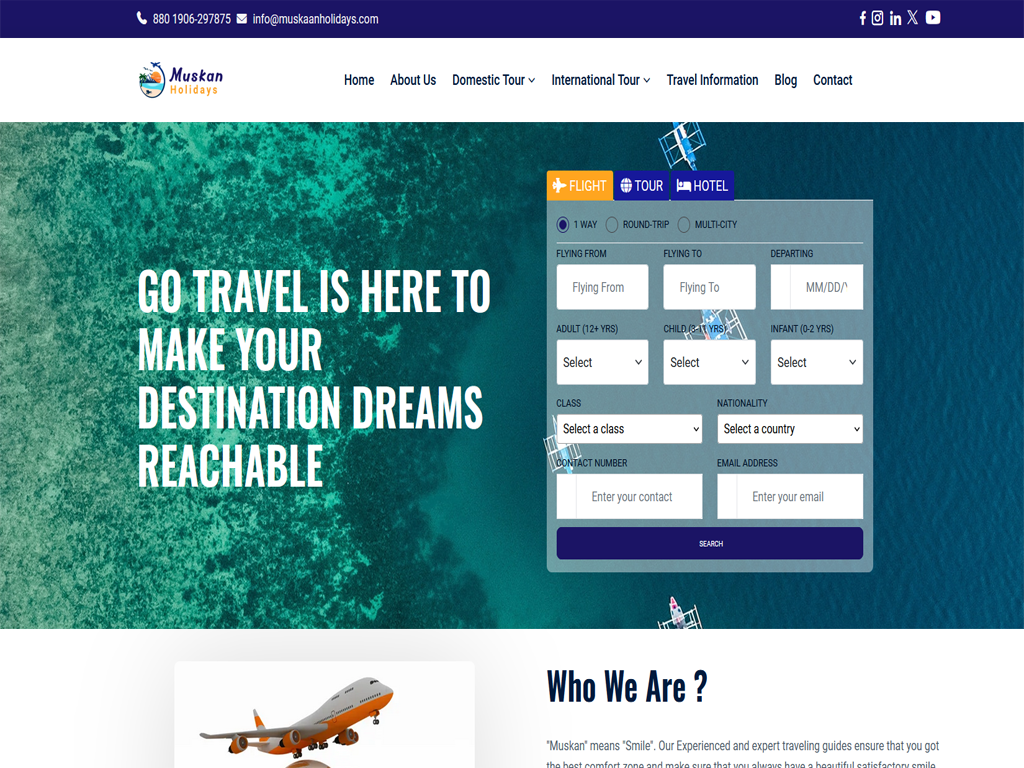 880 1906-297875 info@muskaanholidays.com
Muskan
Holidays
Home About Us Domestic Tour International Tour Travel Information Blog Contact
FLIGHT TOUR HOTEL
1 WAY ROUND-TRIP MULTI-CITY
FLYING FROM FLYING TO DEPARTING
Flying From Flying To MM/DD/
ADULT (12+ YRS) CHILD (3-11 YRS) INFANT (0-2 YRS)
Select Select Select
CLASS NATIONALITY
Select a class Select a country
CONTACT NUMBER EMAIL ADDRESS
Enter your contact Enter your email
SEARCH
GO TRAVEL IS HERE TO
MAKE YOUR
DESTINATION DREAMS
REACHABLE
Who We Are ?
"Muskan" means "Smile". Our Experienced and expert traveling guides ensure that you got
the best comfort zone and make sure that you always have a beautiful satisfactory smile